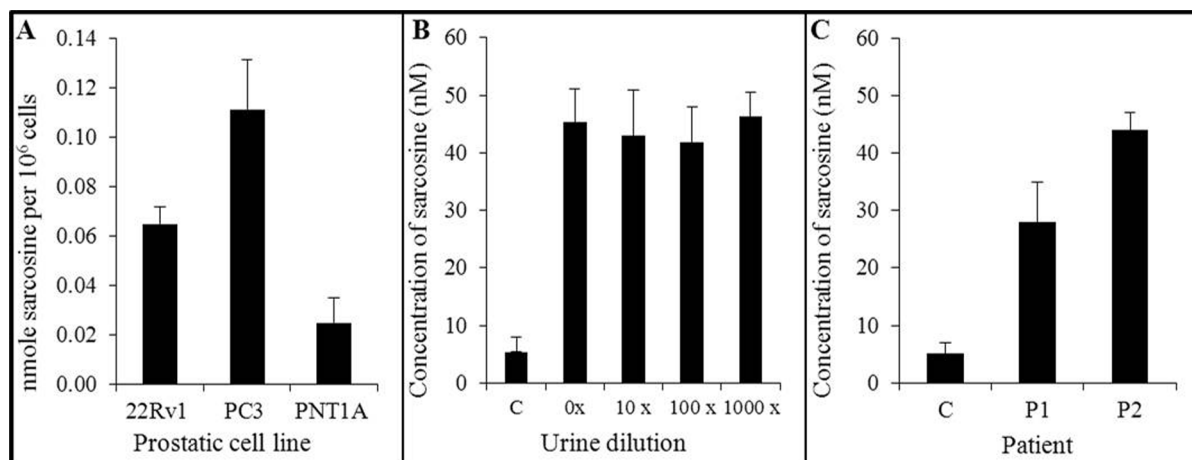 A
nmole sarcosine per 10⁶ cells
0.14
0.12
0.10
0.08
0.06
0.04
0.02
0.00
22Rv1 PC3 PNT1A
Prostatic cell line
B
Concentration of sarcosine (nM)
60
50
40
30
20
10
0
C 0x 10 x 100 x 1000 x
Urine dilution
C
Concentration of sarcosine (nM)
60
50
40
30
20
10
0
C P1 P2
Patient